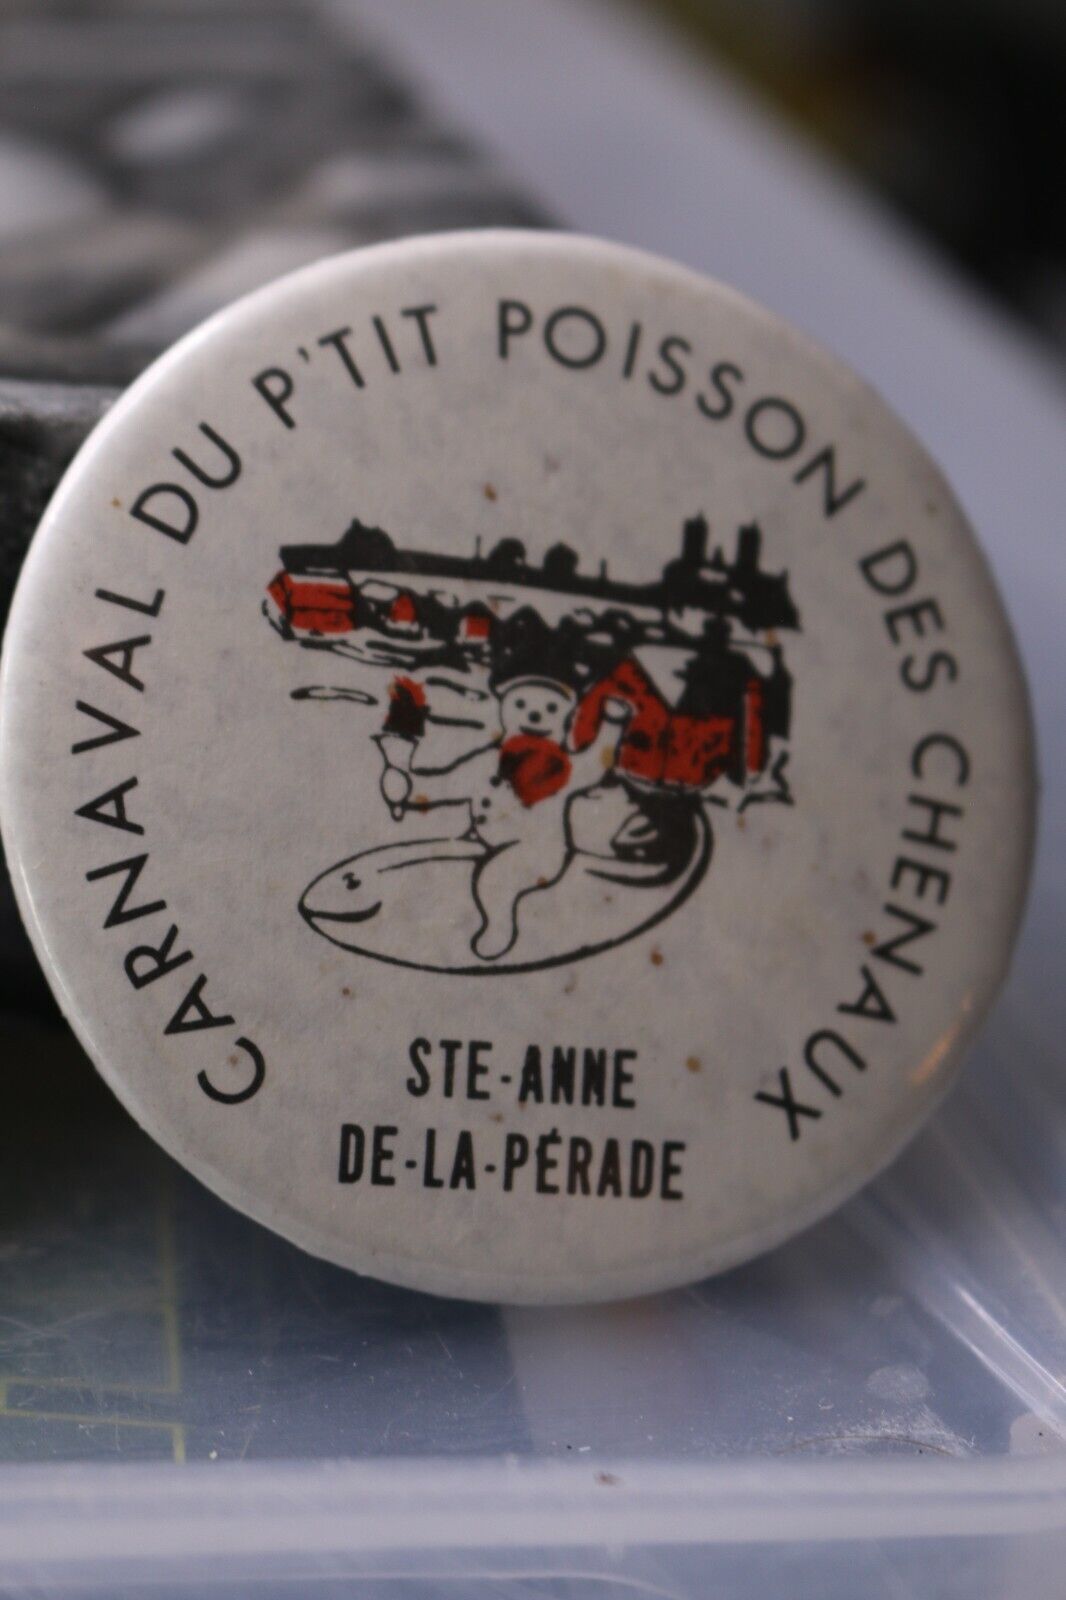 CARNAVAL DU P'TIT POISSON DES CHENAUX
STE-ANNE
DE-LA-PÉRADE